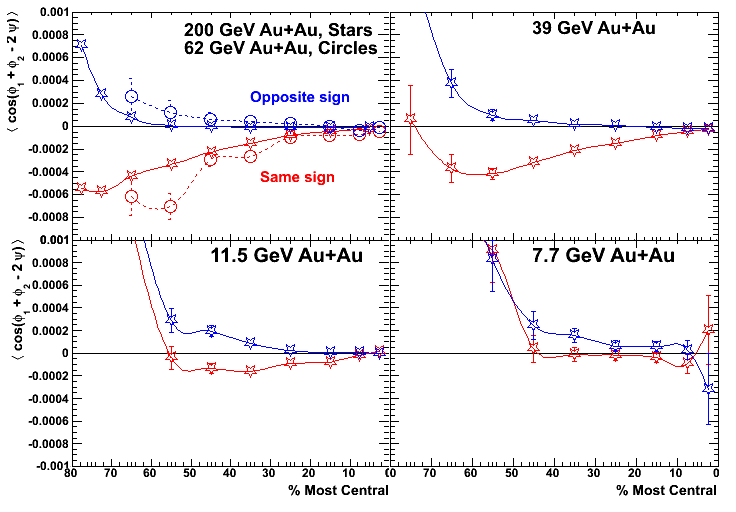 ⟨ cos(ϕ1 + ϕ2 - 2 ψ)⟩
0.001
0.0008
0.0006
0.0004
0.0002
0
-0.0002
-0.0004
-0.0006
-0.0008
0.001
200 GeV Au+Au, Stars
62 GeV Au+Au, Circles
Opposite sign
Same sign
39 GeV Au+Au
⟨ cos(ϕ1 + ϕ2 - 2 ψ)⟩
0.0008
0.0006
0.0004
0.0002
0
-0.0002
-0.0004
-0.0006
-0.0008
-0.001
11.5 GeV Au+Au
80 70 60 50 40 30 20 10 0
% Most Central
7.7 GeV Au+Au
70 60 50 40 30 20 10 0
% Most Central